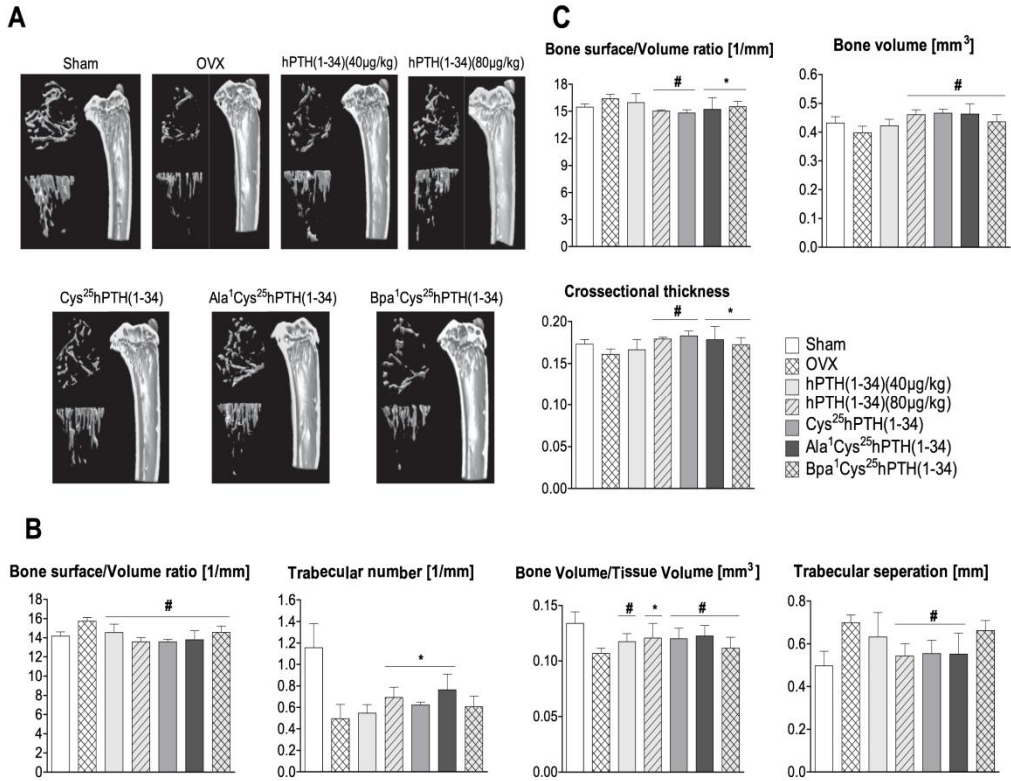 A
Sham OVX hPTH(1-34)(40µg/kg) hPTH(1-34)(80µg/kg)
Cys²⁵hPTH(1-34) Ala¹Cys²⁵hPTH(1-34) Bpa¹Cys²⁵hPTH(1-34)
C
Bone surface/Volume ratio [1/mm]
18
15
12
9
6
3
0
# *
Bone volume [mm³]
0.6
0.5
0.4
0.3
0.2
0.1
0.0
#
Crossectional thickness
0.20
0.15
0.10
0.05
0.00
# *
Sham
OVX
hPTH(1-34)(40µg/kg)
hPTH(1-34)(80µg/kg)
Cys²⁵hPTH(1-34)
Ala¹Cys²⁵hPTH(1-34)
Bpa¹Cys²⁵hPTH(1-34)
B
Bone surface/Volume ratio [1/mm]
18
16
14
12
10
8
6
4
2
0
#
Trabecular number [1/mm]
1.6
1.4
1.2
1.0
0.8
0.6
0.4
0.2
0.0
*
Bone Volume/Tissue Volume [mm³]
0.15
0.10
0.05
0.00
# * #
Trabecular seperation [mm]
0.8
0.6
0.4
0.2
0.0
#